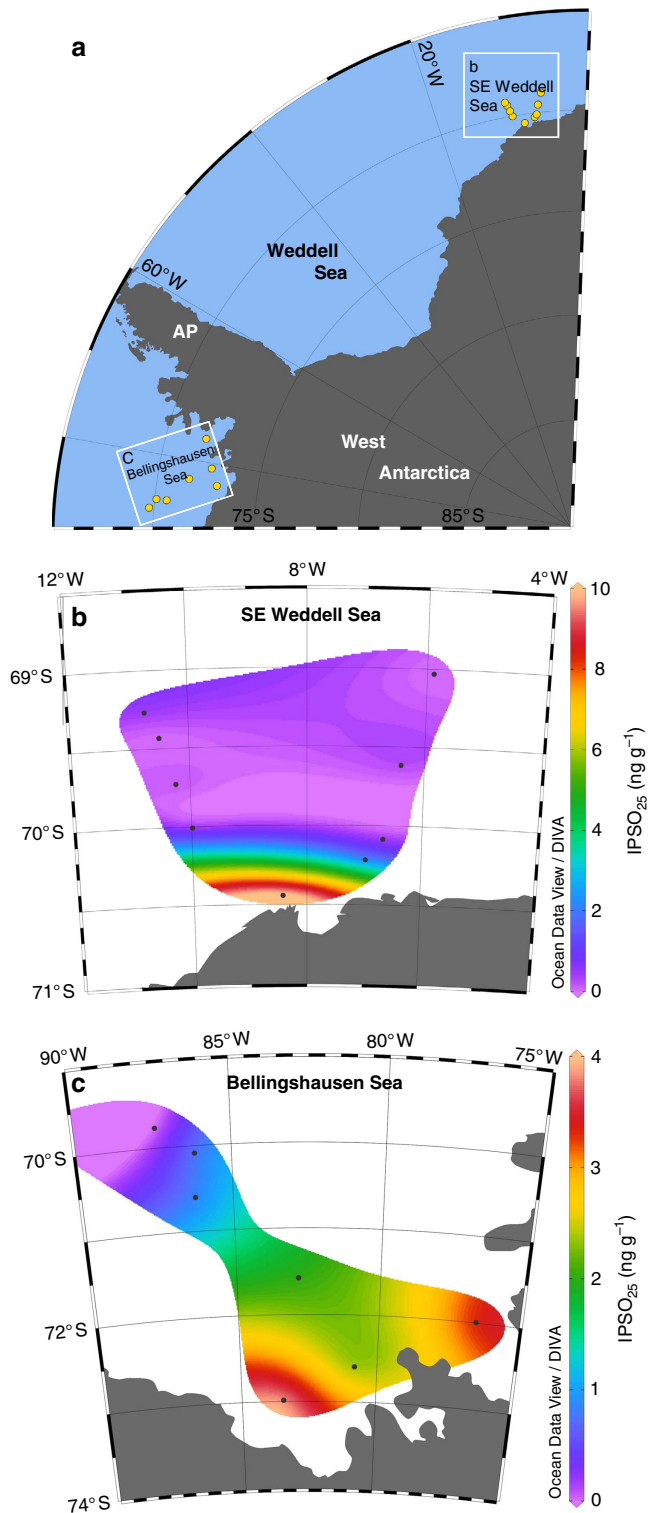 a
20°W
b
SE Weddell
Sea
Weddell
Sea
60°W
AP
West
Antarctica
C
Bellingshausen
Sea
75°S
85°S
12°W
8°W
4°W
b
SE Weddell Sea
69°S
70°S
71°S
10
8
6
4
2
0
IPSO25 (ng g−1)
Ocean Data View / DIVA
90°W
85°W
80°W
75°W
c
Bellingshausen Sea
70°S
72°S
74°S
4
3
2
1
0
IPSO25 (ng g−1)
Ocean Data View / DIVA